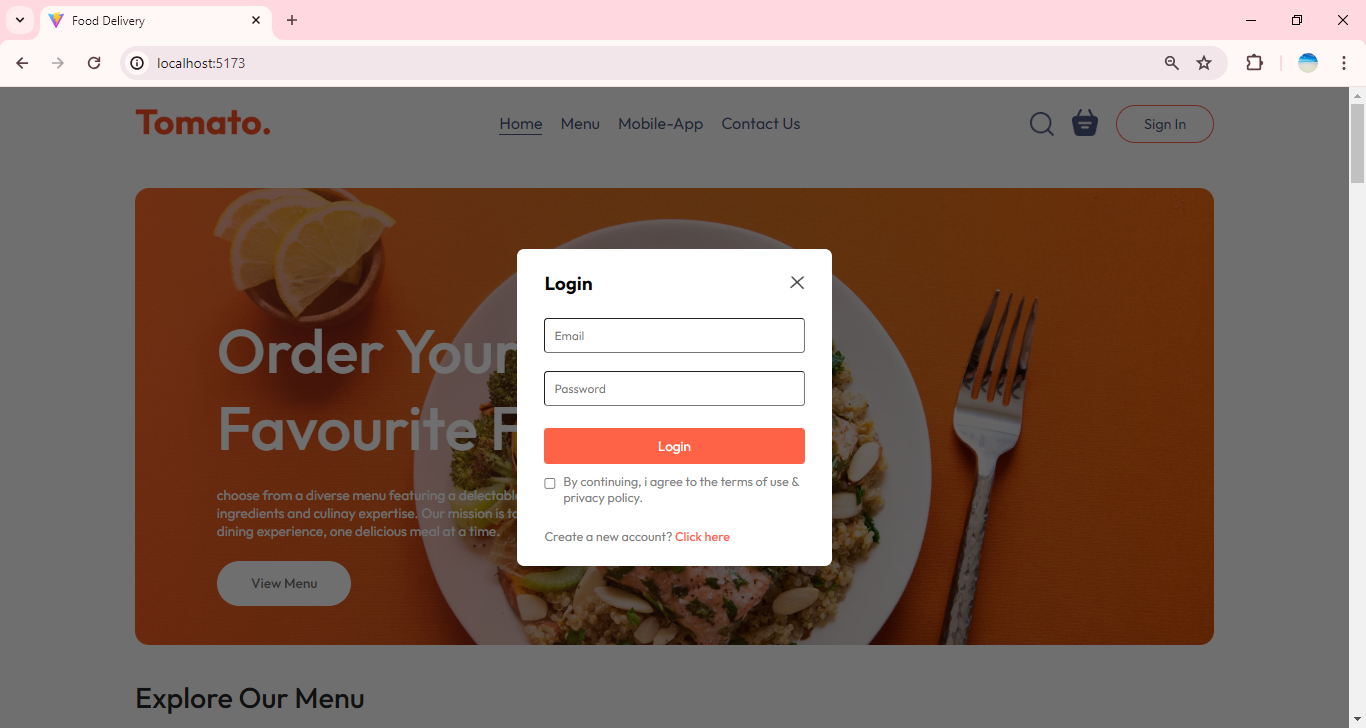 Food Delivery
localhost:5173
Tomato.
Home Menu Mobile-App Contact Us
Sign In
Order Your
Favourite F
choose from a diverse menu featuring a delectable
ingredients and culinay expertise. Our mission is to
dining experience, one delicious meal at a time.
View Menu
Login
Email
Password
Login
By continuing, i agree to the terms of use &
privacy policy.
Create a new account? Click here
Explore Our Menu